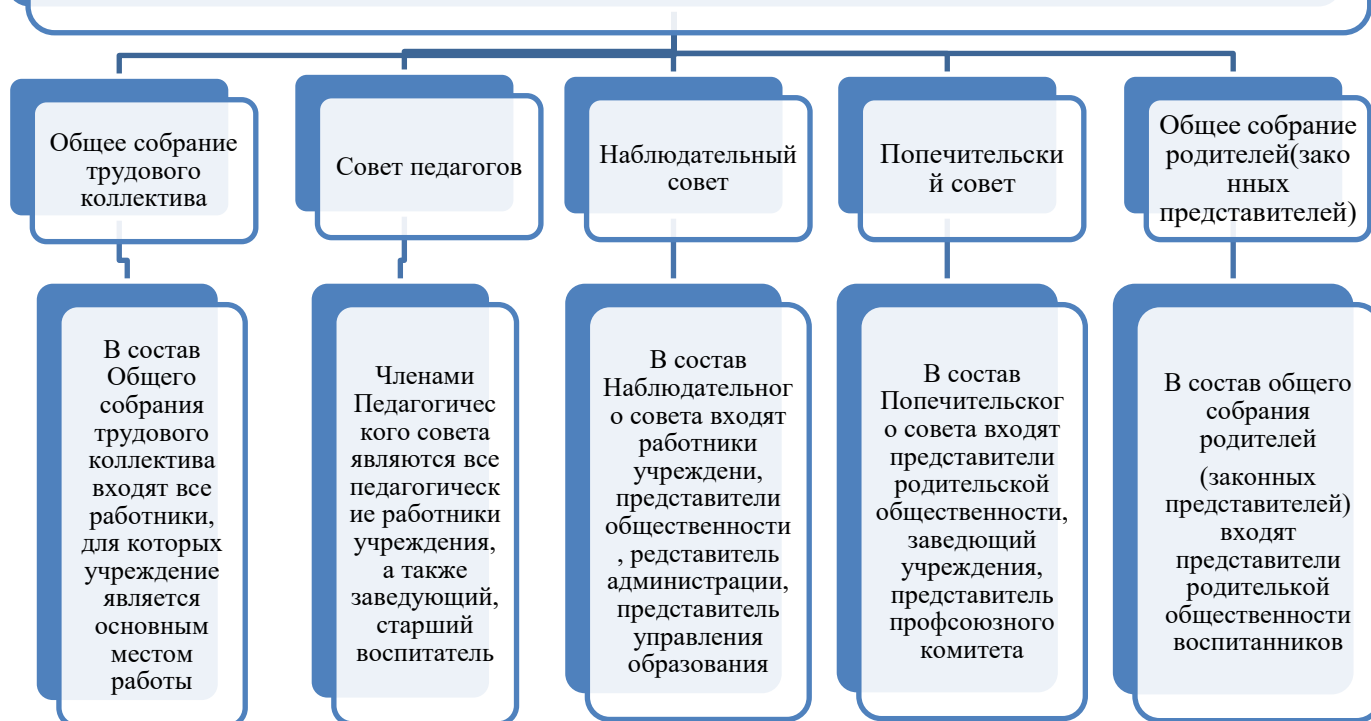 Общее собрание
трудового
коллектива
Совет педагогов
Наблюдательный
совет
Попечительски
й совет
Общее собрание
родителей(зако
нных
представителей)
В состав
Общего
собрания
трудового
коллектива
входят все
работники,
для которых
учреждение
является
основным
местом
работы
Членами
Педагогичес
кого совета
являются все
педагогическ
ие работники
учреждения,
а также
заведующий,
старший
воспитатель
В состав
Наблюдательног
о совета входят
работники
учреждени,
представители
общественности
, редставитель
администрации,
представитель
управления
образования
В состав
Попечительског
о совета входят
представители
родительской
общественности,
заведющий
учреждения,
представитель
профсоюзного
комитета
В состав общего
собрания
родителей
(законных
представителей)
входят
представители
родителькой
общественности
воспитанников